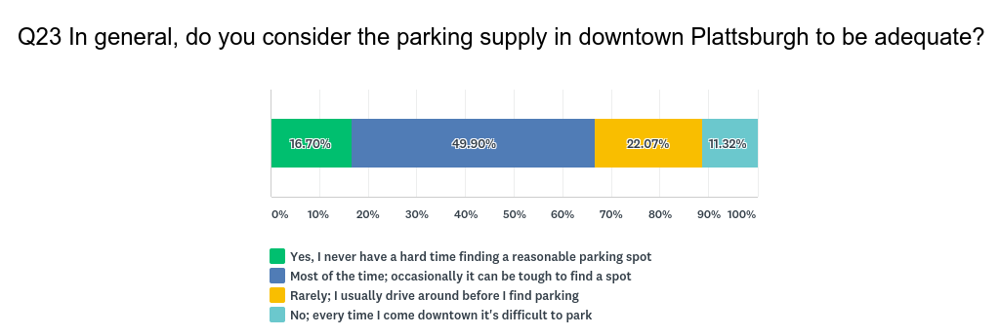 Q23 In general, do you consider the parking supply in downtown Plattsburgh to be adequate?
16.70% 49.90% 22.07% 11.32%
0% 10% 20% 30% 40% 50% 60% 70% 80% 90% 100%
Yes, I never have a hard time finding a reasonable parking spot
Most of the time; occasionally it can be tough to find a spot
Rarely; I usually drive around before I find parking
No; every time I come downtown it's difficult to park